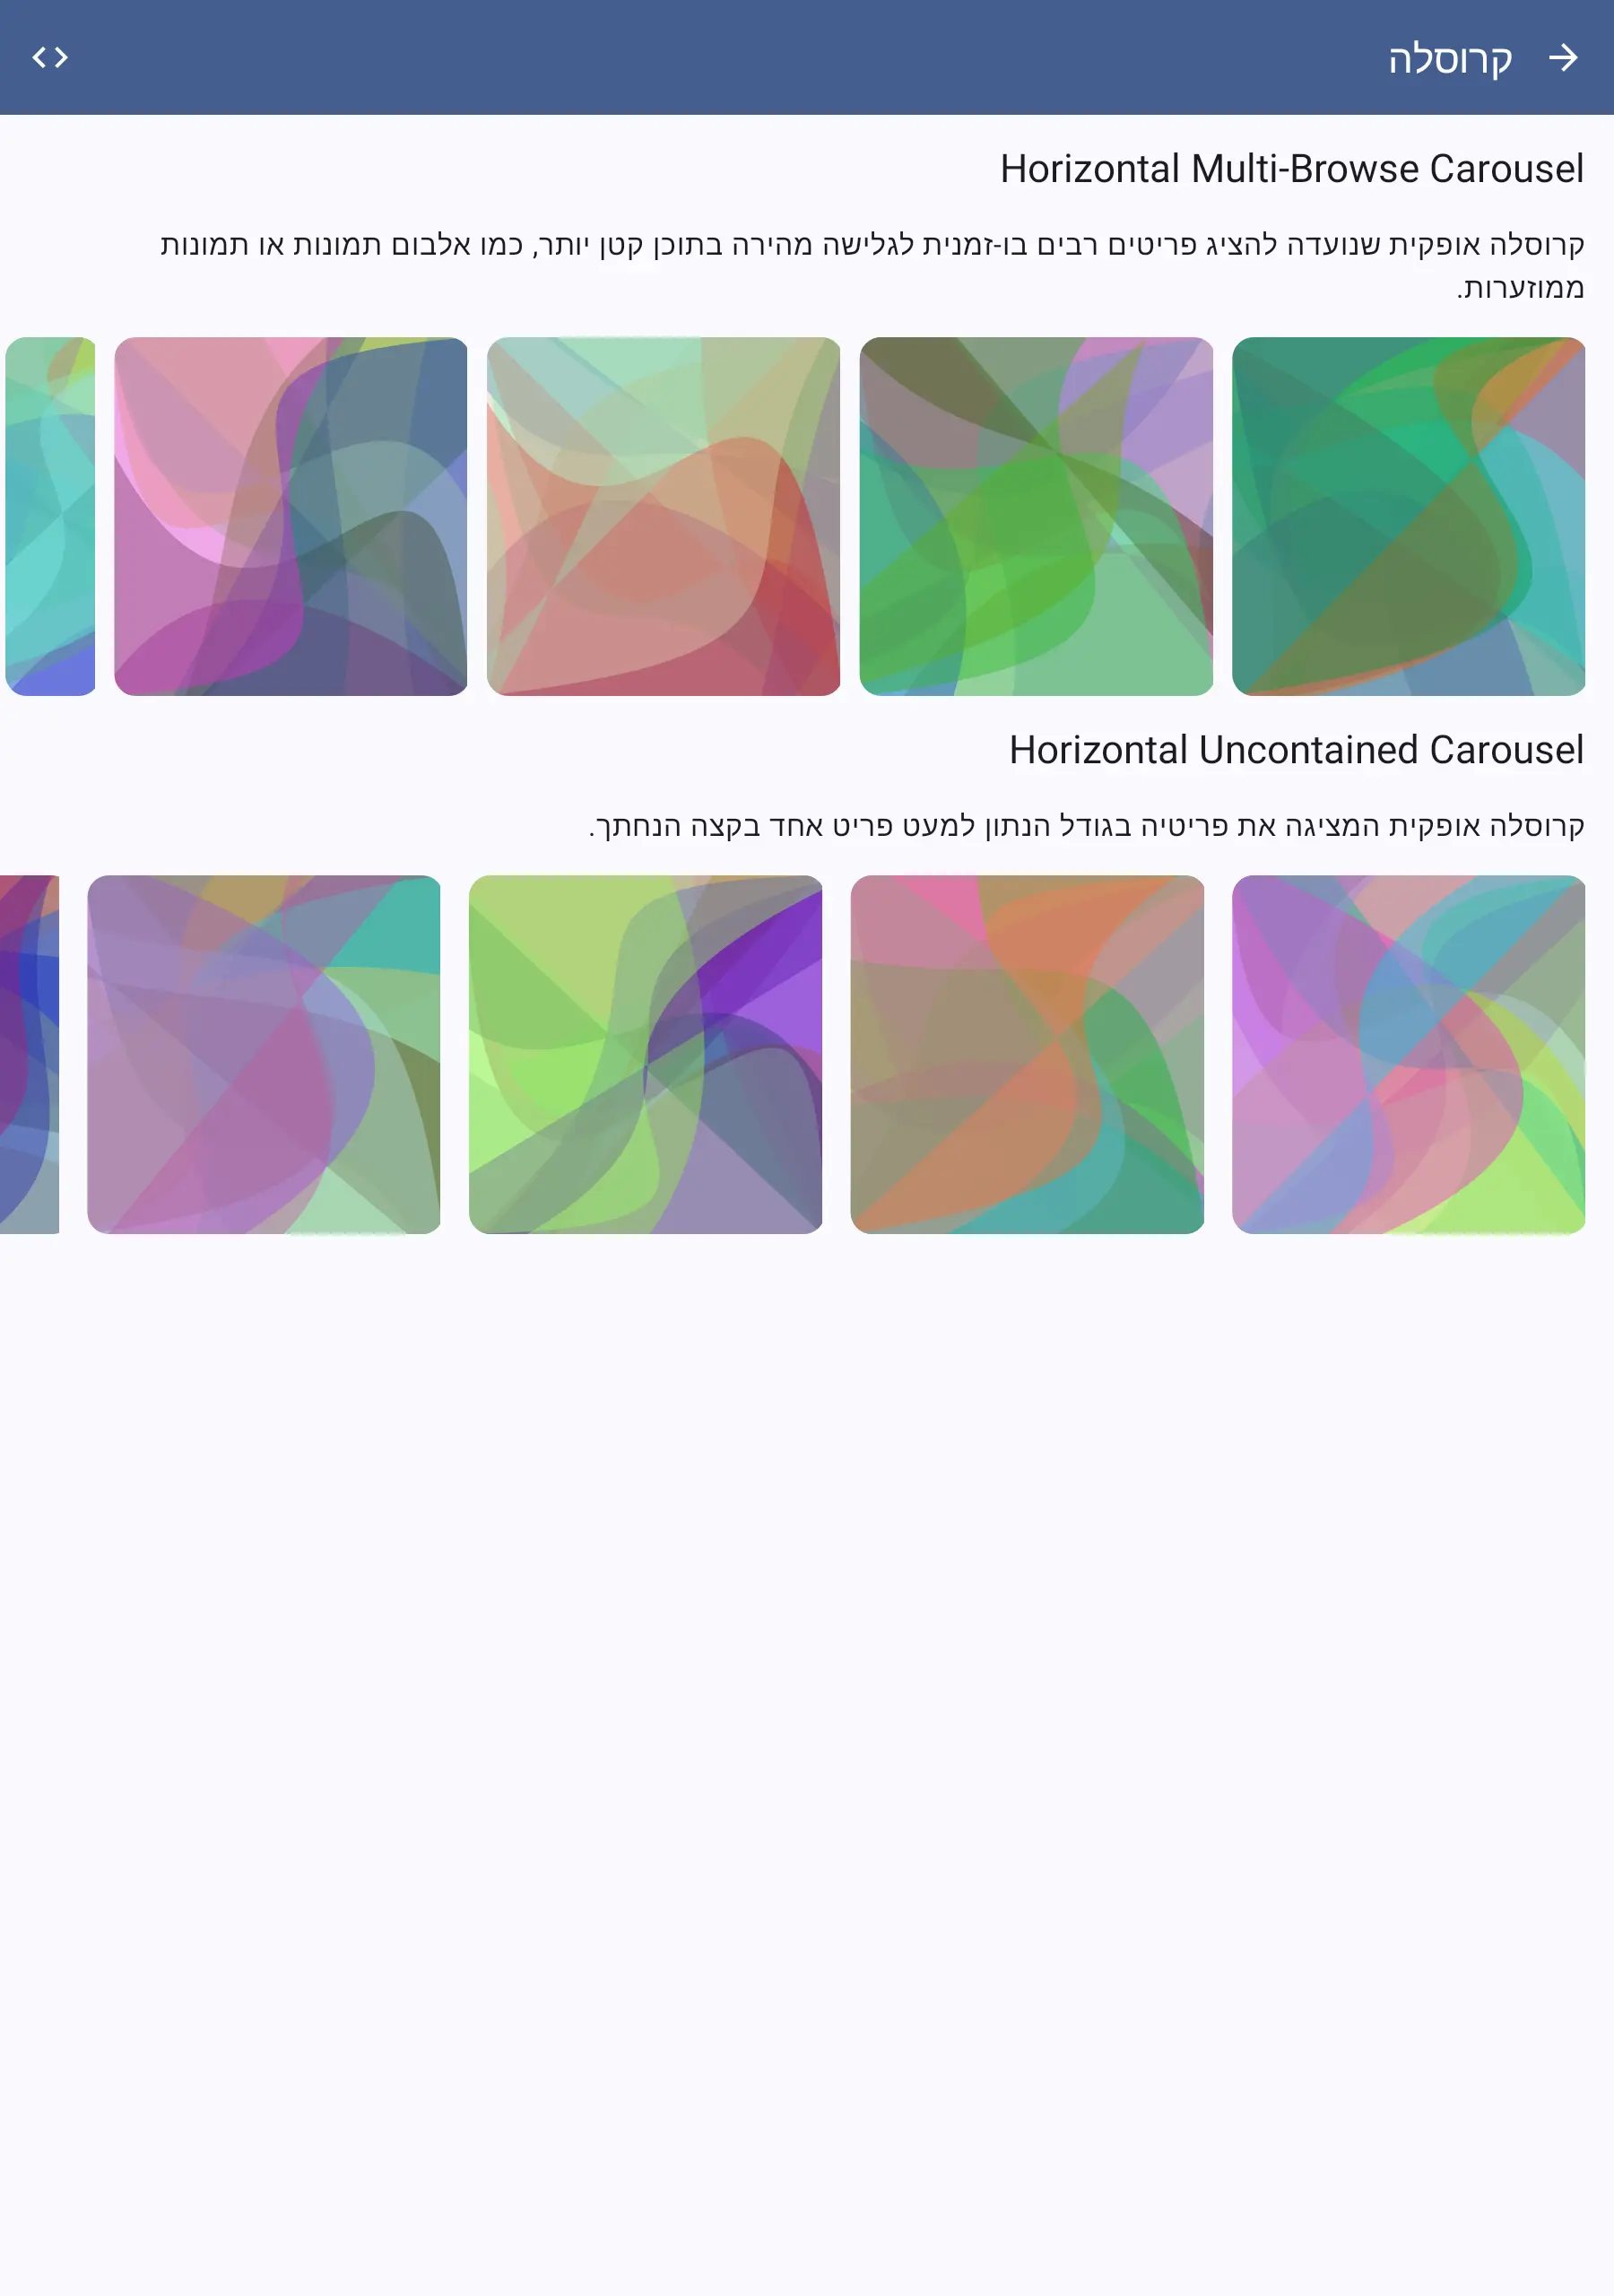 קרוסלה
Horizontal Multi-Browse Carousel
קרוסלה אופקית שנועדה להציג פריטים רבים בו-זמנית לגלישה מהירה בתוכן קטן יותר, כמו אלבום תמונות או תמונות
ממוזערות.
Horizontal Uncontained Carousel
קרוסלה אופקית המציגה את פריטיה בגודל הנתון למעט פריט אחד בקצה הנחתך.